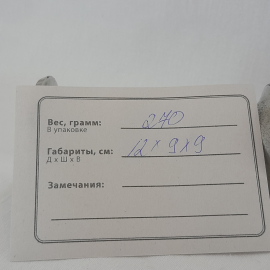 Вес, грамм: 270
В упаковке
Габариты, см: 12 x 9 x 9
Д x Ш x В
Замечания: